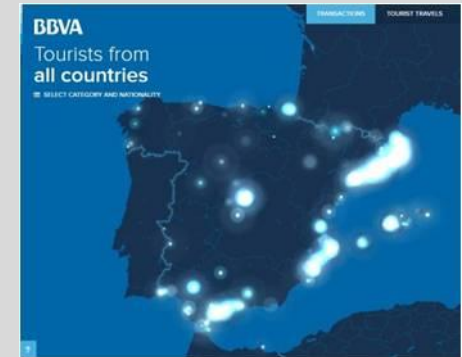 BBVA
TRANSACTIONS TOURIST TRAVELS
Tourists from
all countries
SELECT CATEGORY AND NATIONALITY
?